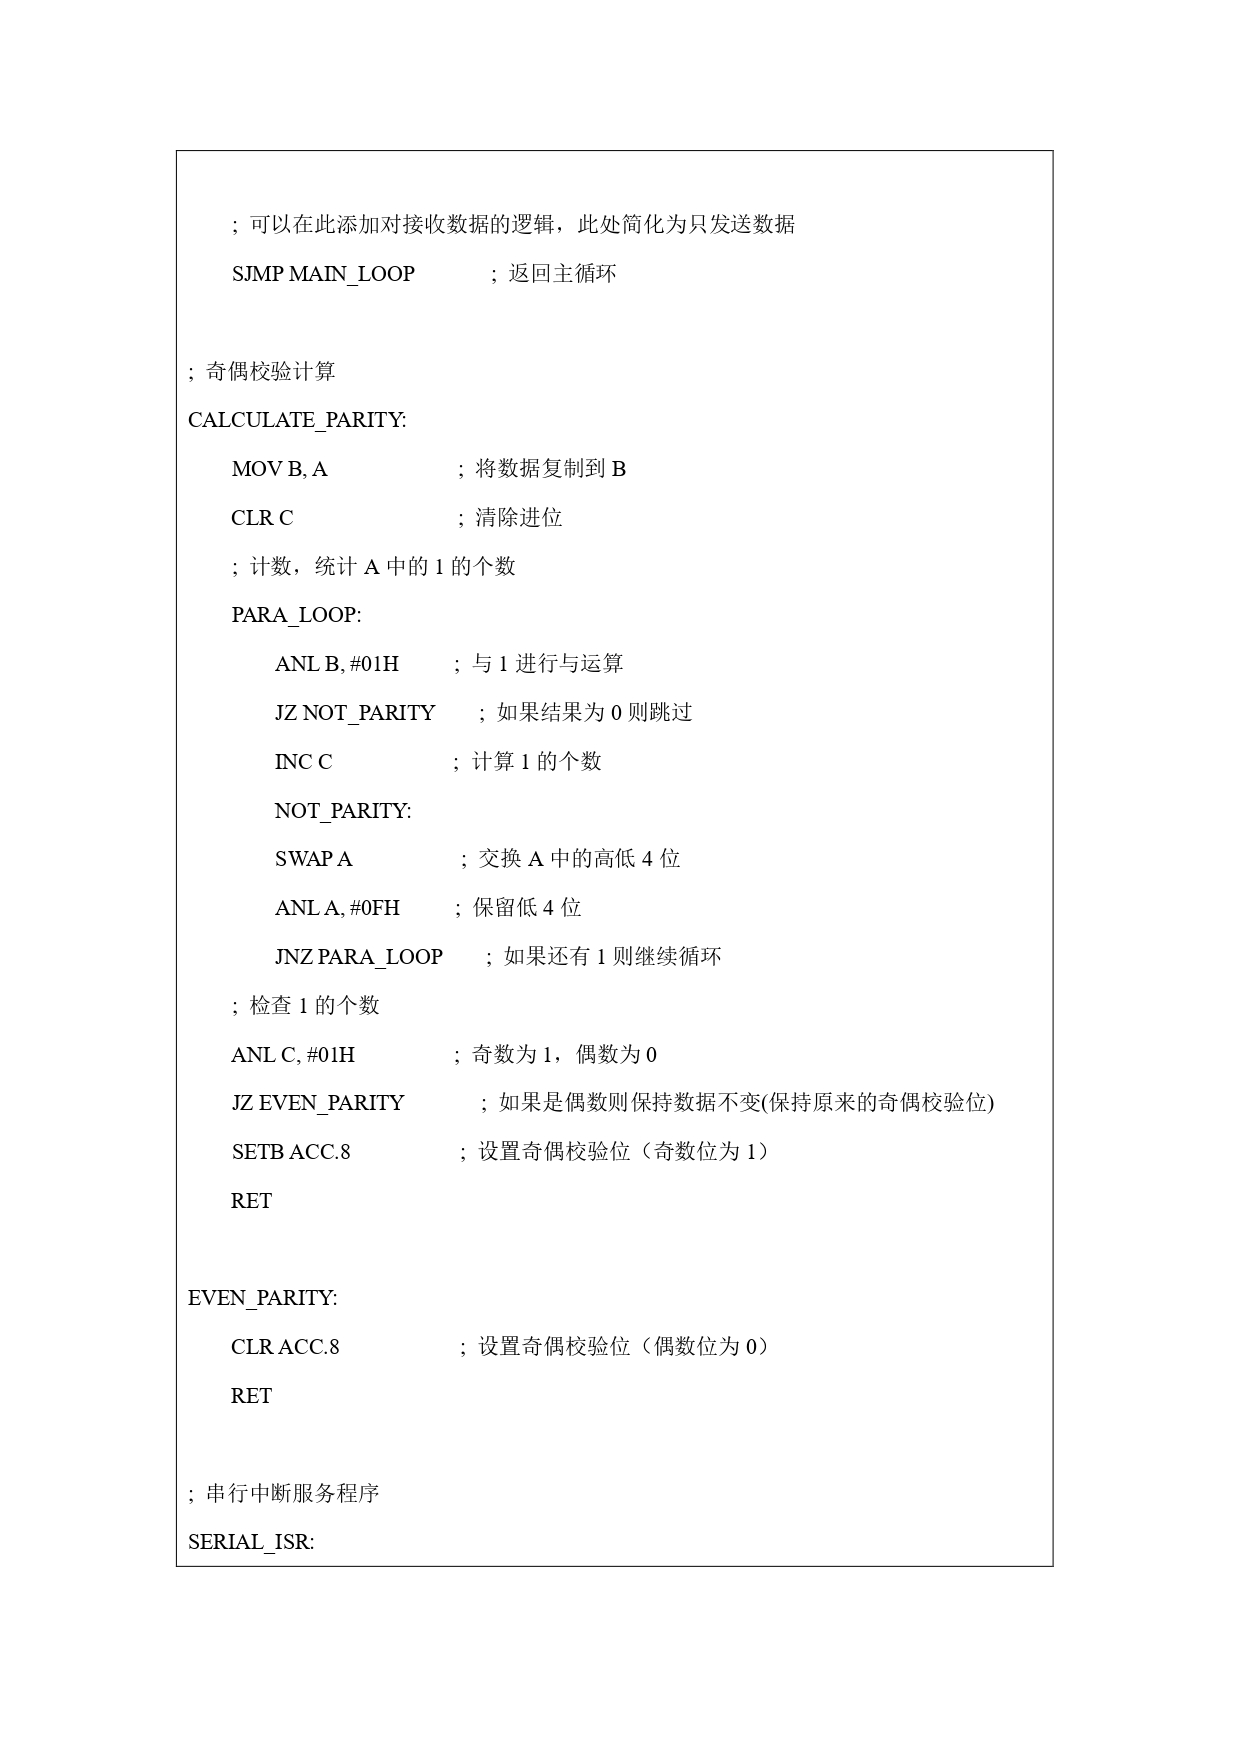 ; 可以在此添加对接收数据的逻辑，此处简化为只发送数据
SJMP MAIN_LOOP ; 返回主循环
; 奇偶校验计算
CALCULATE_PARITY:
MOV B, A ; 将数据复制到 B
CLR C ; 清除进位
; 计数，统计 A 中的 1 的个数
PARA_LOOP:
ANL B, #01H ; 与 1 进行与运算
JZ NOT_PARITY ; 如果结果为 0 则跳过
INC C ; 计算 1 的个数
NOT_PARITY:
SWAP A ; 交换 A 中的高低 4 位
ANL A, #0FH ; 保留低 4 位
JNZ PARA_LOOP ; 如果还有 1 则继续循环
; 检查 1 的个数
ANL C, #01H ; 奇数为 1，偶数为 0
JZ EVEN_PARITY ; 如果是偶数则保持数据不变(保持原来的奇偶校验位)
SETB ACC.8 ; 设置奇偶校验位（奇数位为 1）
RET
EVEN_PARITY:
CLR ACC.8 ; 设置奇偶校验位（偶数位为 0）
RET
; 串行中断服务程序
SERIAL_ISR: